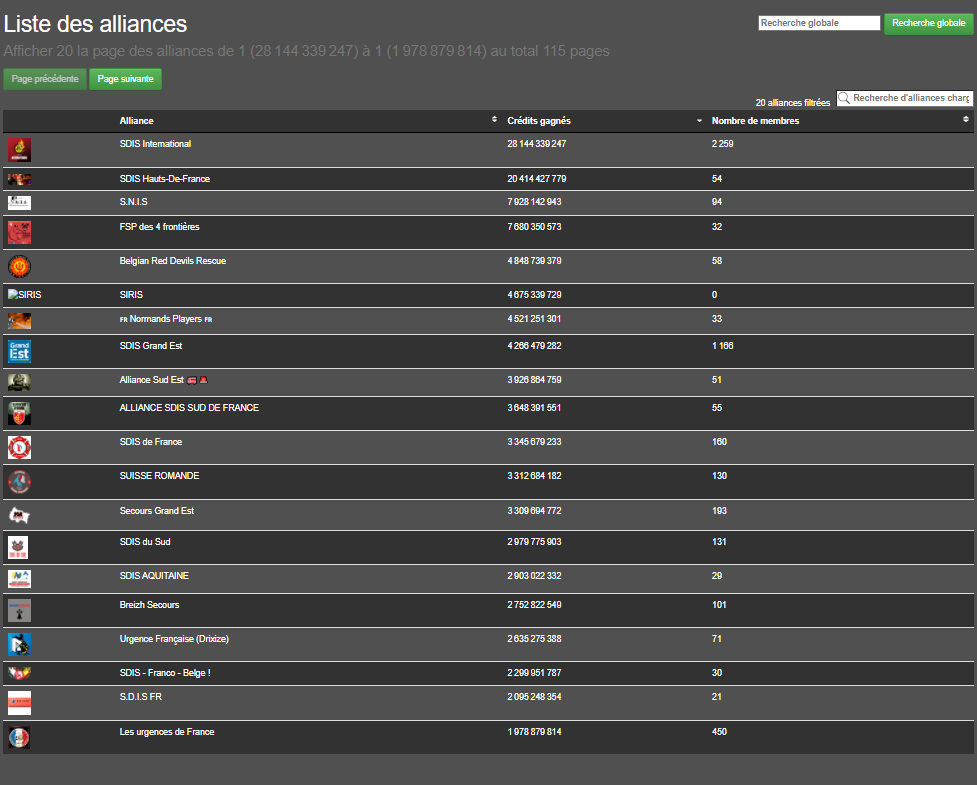 Liste des alliances
Recherche globale Recherche globale
Afficher 20 la page des alliances de 1 (28 144 339 247) à 1 (1 978 879 814) au total 115 pages
Page précédente Page suivante
20 alliances filtrées Recherche d'alliances charg
Alliance Crédits gagnés Nombre de membres
SDIS International 28 144 339 247 2 259
SDIS Hauts-De-France 20 414 427 779 54
S.N.I.S 7 928 142 943 94
FSP des 4 frontières 7 680 350 573 32
Belgian Red Devils Rescue 4 848 739 379 58
SIRIS SIRIS 4 675 339 729 0
FR Normands Players FR 4 521 251 301 33
Grand Est SDIS Grand Est 4 266 479 282 1 166
Alliance Sud Est 3 926 864 759 51
ALLIANCE SDIS SUD DE FRANCE 3 648 391 551 55
SDIS de France 3 345 679 233 160
SUISSE ROMANDE 3 312 684 182 130
Secours Grand Est 3 309 694 772 193
SDIS du Sud 2 979 775 903 131
SDIS AQUITAINE 2 903 022 332 29
Breizh Secours 2 752 822 549 101
Urgence Française (Drixize) 2 635 275 388 71
SDIS - Franco - Belge ! 2 299 951 787 30
S.D.I.S FR 2 095 248 354 21
Les urgences de France 1 978 879 814 450